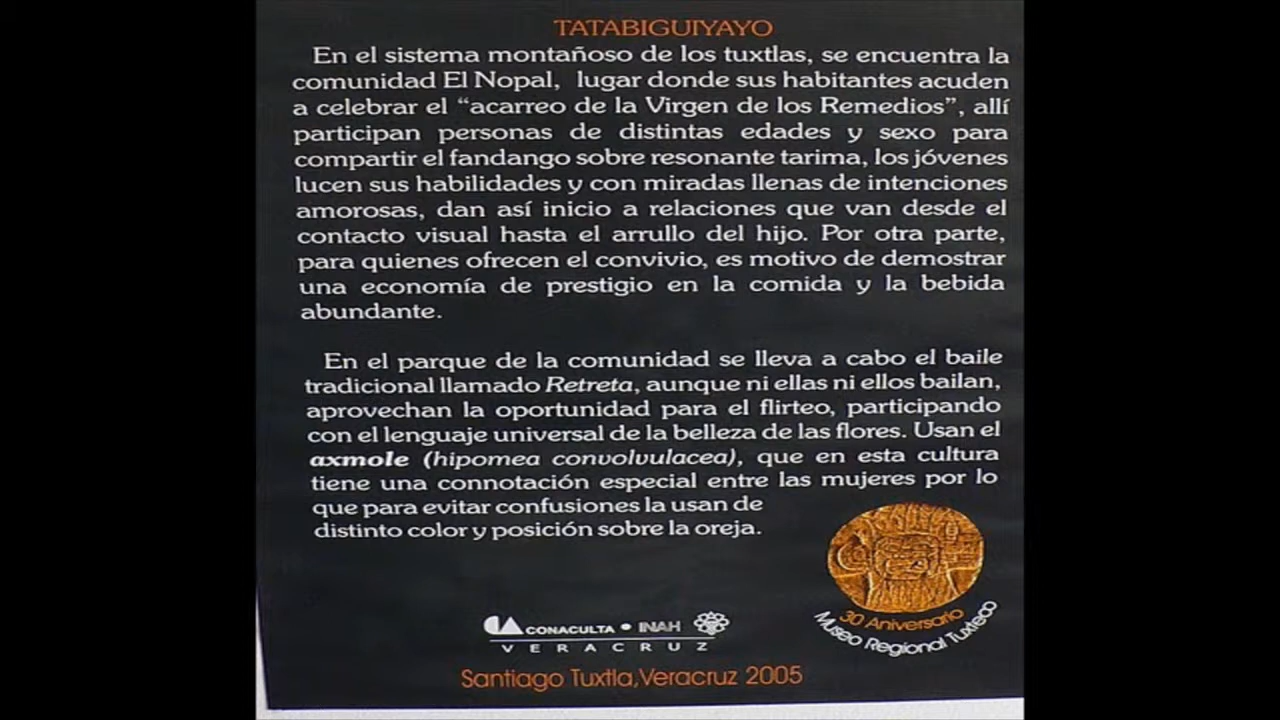 TATABIGUIYAYO
En el sistema montañoso de los tuxtlas, se encuentra la
comunidad El Nopal, lugar donde sus habitantes acuden
a celebrar el “acarreo de la Virgen de los Remedios”, allí
participan personas de distintas edades y sexo para
compartir el fandango sobre resonante tarima, los jóvenes
lucen sus habilidades y con miradas llenas de intenciones
amorosas, dan así inicio a relaciones que van desde el
contacto visual hasta el arrullo del hijo. Por otra parte,
para quienes ofrecen el convivio, es motivo de demostrar
una economía de prestigio en la comida y la bebida
abundante.
En el parque de la comunidad se lleva a cabo el baile
tradicional llamado Retreta, aunque ni ellas ni ellos bailan,
aprovechan la oportunidad para el flirteo, participando
con el lenguaje universal de la belleza de las flores. Usan el
axmole (hipomea convolvulacea), que en esta cultura
tiene una connotación especial entre las mujeres por lo
que para evitar confusiones la usan de
distinto color y posición sobre la oreja.
30 Aniversario
Museo Regional Tuxteco
CONACULTA • INAH
VERACRUZ
Santiago Tuxtla, Veracruz 2005